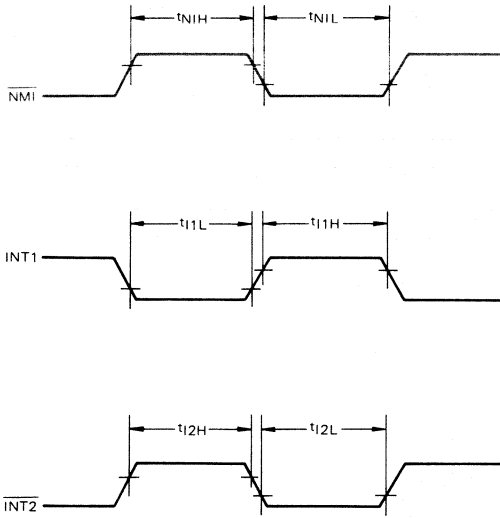 tNIH tNIL
NMI
tI1L tI1H
INT1
tI2H tI2L
INT2